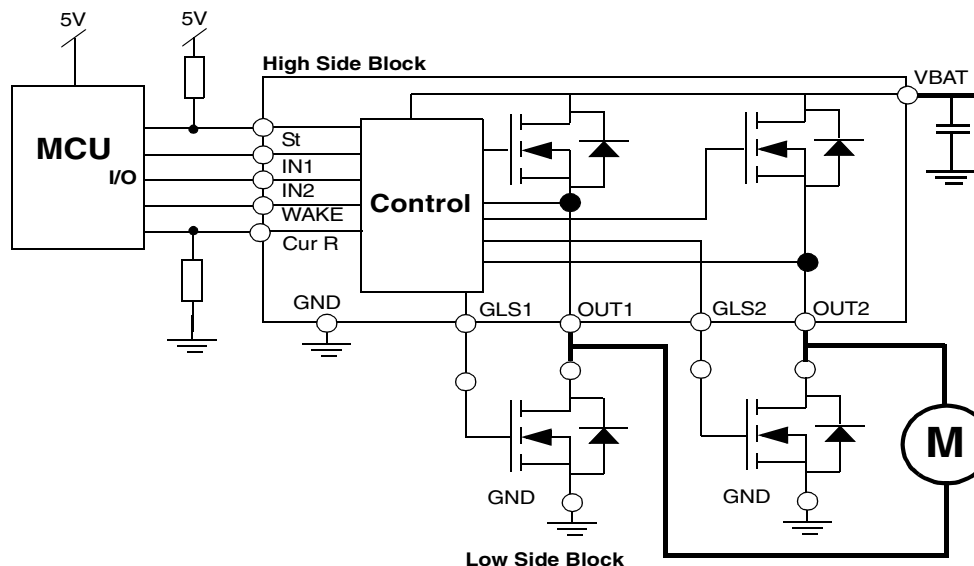 5V
5V
High Side Block
VBAT
MCU
I/O
St
IN1
IN2
WAKE
Cur R
Control
GND
GLS1
OUT1
GLS2
OUT2
M
GND
GND
Low Side Block